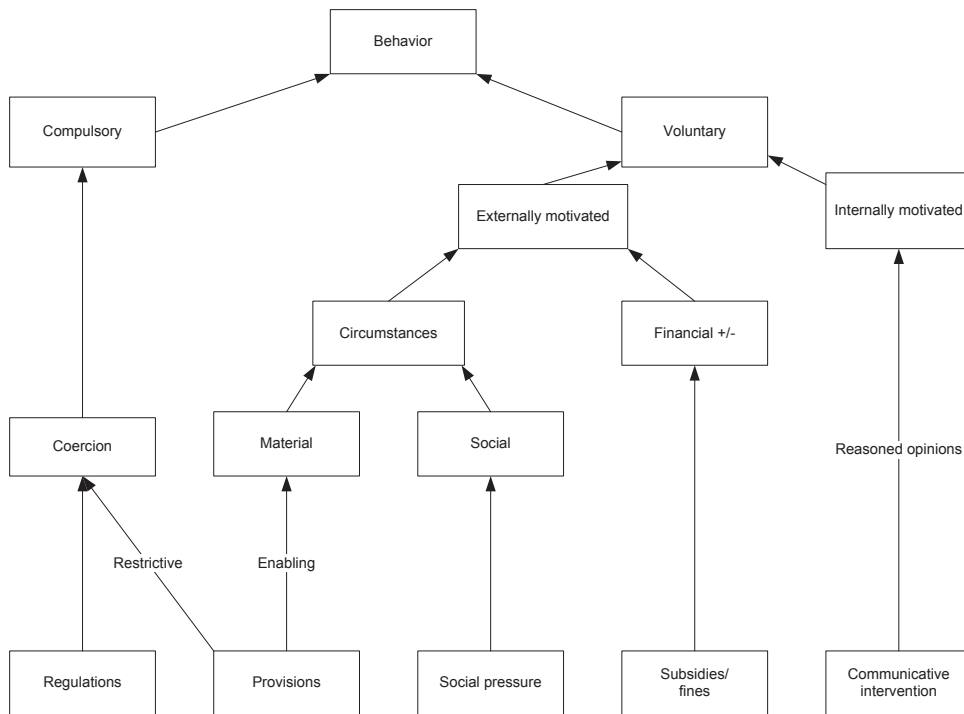 Behavior
Compulsory
Voluntary
Externally motivated
Internally motivated
Circumstances
Financial +/-
Coercion
Material
Social
Reasoned opinions
Restrictive
Enabling
Regulations
Provisions
Social pressure
Subsidies/
fines
Communicative
intervention